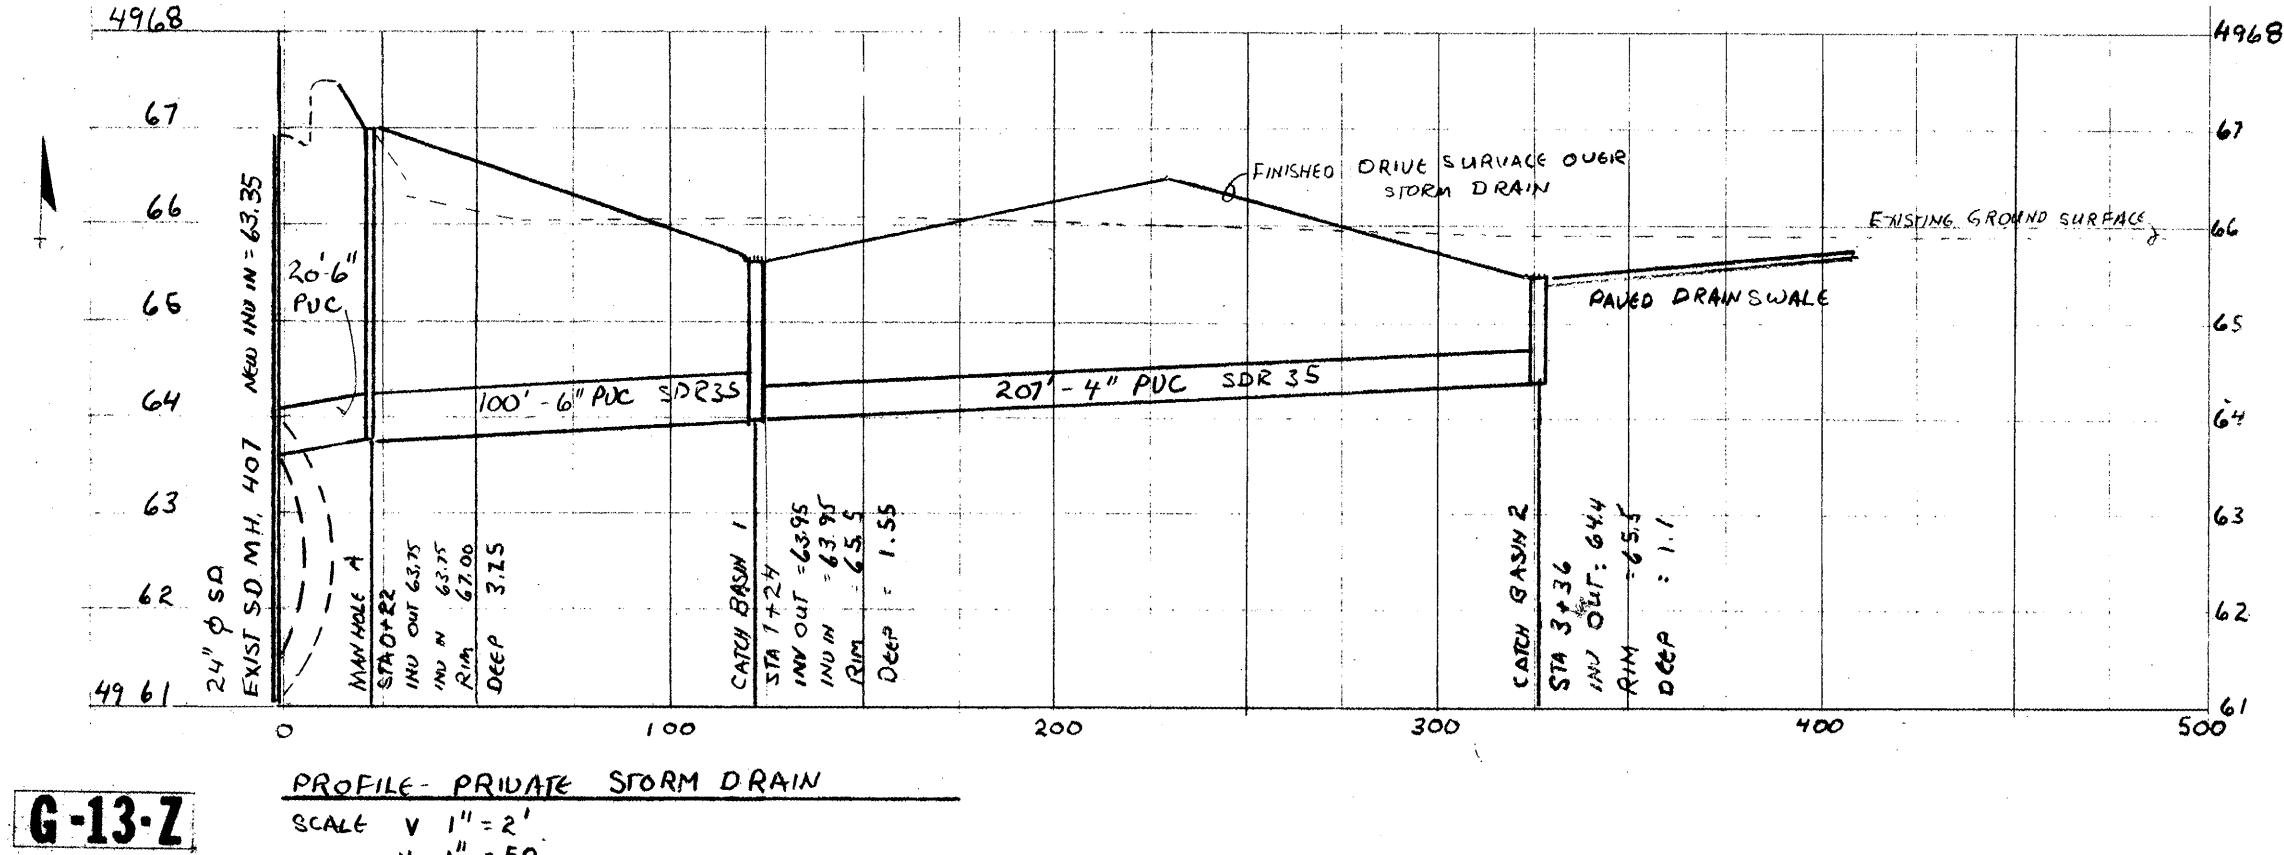 4968
67
66
65
64
63
62
4961
4968
67
66
65
64
63
62
61
24" φ SD
EXIST SD MH. 407 NEW INV IN = 63.35
20'-6"
PVC
100' - 6" PVC SDR35
207' - 4" PVC SDR 35
FINISHED DRIVE SURVACE OVER
STORM DRAIN
EXISTING GROUND SURFACE
PAVED DRAIN SWALE
MANHOLE A
STA 0+22
INV OUT 63.75
INV IN 63.75
RIM 67.00
DEEP 3.25
CATCH BASIN 1
STA 1+24
INV OUT = 63.95
INV IN = 63.95
RIM 65.5
DEEP = 1.55
CATCH BASIN 2
STA 3+36
INV OUT : 64.4
RIM = 65.5
DEEP : 1.1
0 100 200 300 400 500
PROFILE - PRIVATE STORM DRAIN
SCALE V 1" = 2'
1" = 50
G-13-Z